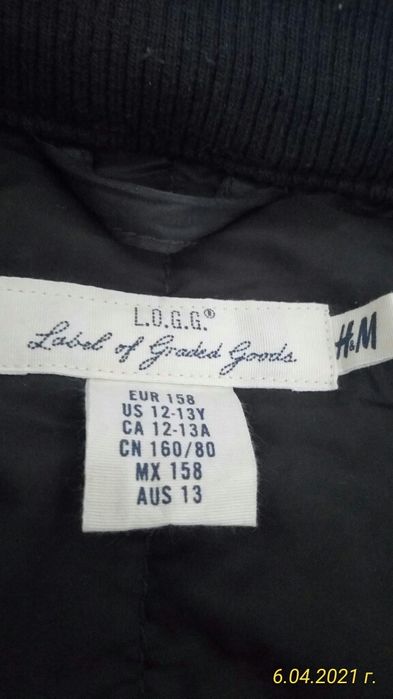 L.O.G.G.®
Label of Graded Goods
H&M
EUR 158
US 12-13Y
CA 12-13A
CN 160/80
MX 158
AUS 13
6.04.2021 г.